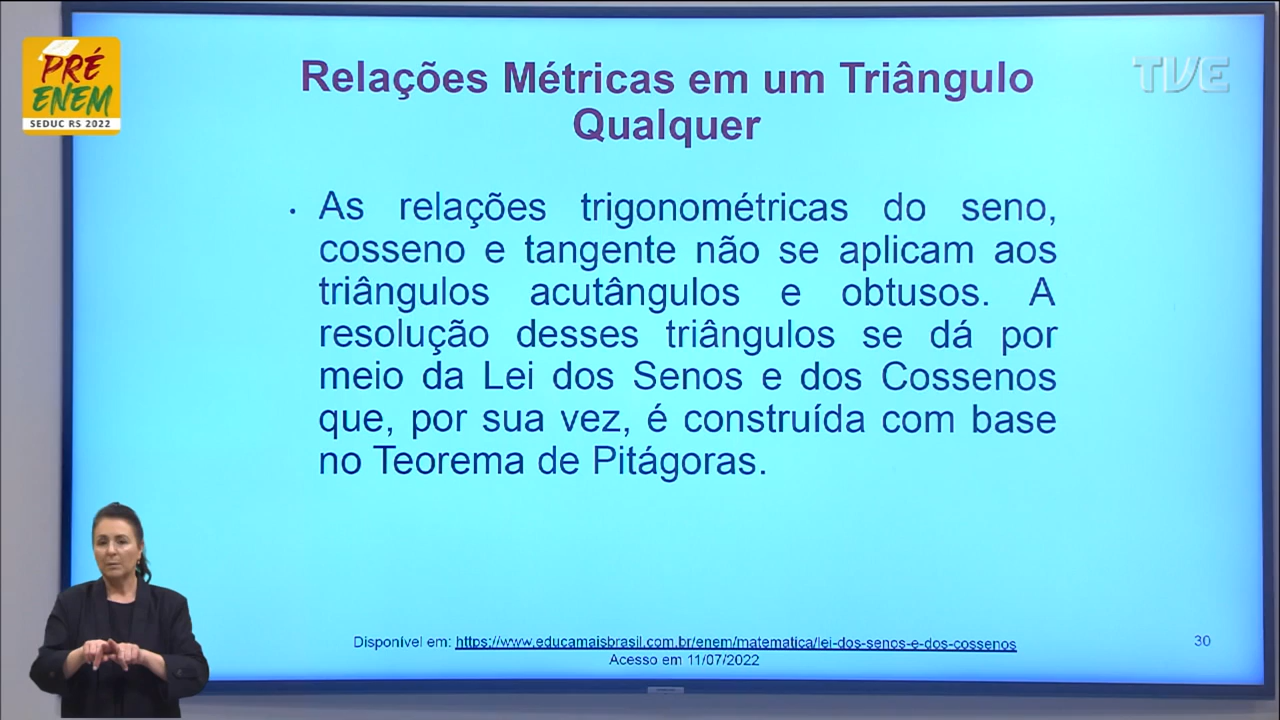 PRÉ
ENEM
SEDUC RS 2022
TVE
Relações Métricas em um Triângulo
Qualquer
• As relações trigonométricas do seno,
cosseno e tangente não se aplicam aos
triângulos acutângulos e obtusos. A
resolução desses triângulos se dá por
meio da Lei dos Senos e dos Cossenos
que, por sua vez, é construída com base
no Teorema de Pitágoras.
Disponível em: https://www.educamaisbrasil.com.br/enem/matematica/lei-dos-senos-e-dos-cossenos
Acesso em 11/07/2022
30